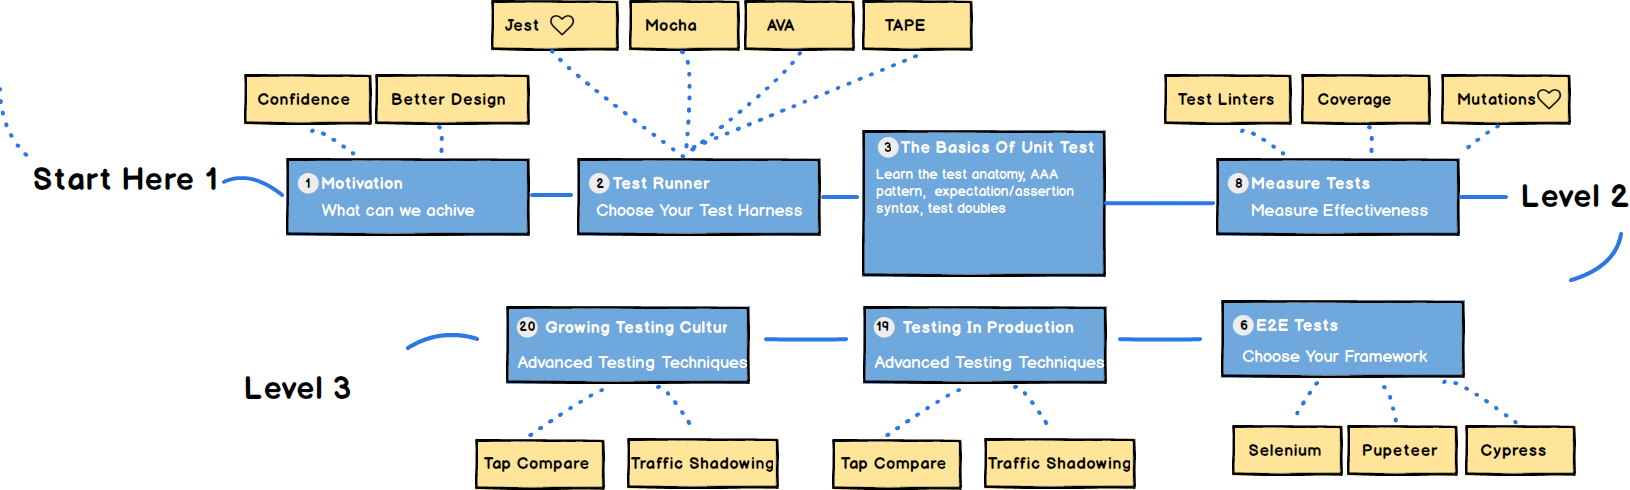 Jest
Mocha
AVA
TAPE
Confidence
Better Design
Test Linters
Coverage
Mutations
Start Here 1
1 Motivation
What can we achive
2 Test Runner
Choose Your Test Harness
3 The Basics Of Unit Test
Learn the test anatomy, AAA
pattern, expectation/assertion
syntax, test doubles
8 Measure Tests
Measure Effectiveness
Level 2
20 Growing Testing Cultur
Advanced Testing Techniques
19 Testing In Production
Advanced Testing Techniques
6 E2E Tests
Choose Your Framework
Level 3
Tap Compare
Traffic Shadowing
Tap Compare
Traffic Shadowing
Selenium
Pupeteer
Cypress